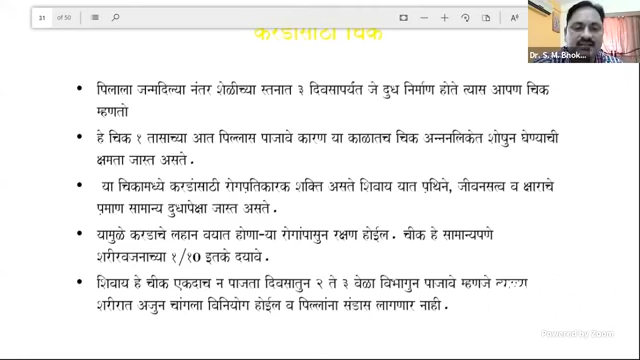 31 of 50
करडांसाठी चिक
• पिलाला जन्मदिल्या नंतर शेळीच्या स्तनात ३ दिवसापर्यंत जे दुध निर्माण होते त्यास आपण चिक
म्हणतो
• हे चिक १ तासाच्या आत पिल्लास पाजावे कारण या काळातच चिक अन्ननलिकेत शोषुन घेण्याची
क्षमता जास्त असते.
• या चिकामध्ये करडांसाठी रोगप्रतिकारक शक्ति असते शिवाय यात प्रथिने, जीवनसत्व व क्षाराचे
प्रमाण सामान्य दुधापेक्षा जास्त असते.
• यामुळे करडाचे लहान वयात होणा-या रोगांपासुन रक्षण होईल. चीक हे सामान्यपणे
शरीरवजनाच्या १/१0 इतके दयावे.
• शिवाय हे चीक एकदाच न पाजता दिवसातुन २ ते ३ वेळा विभागुन पाजावे म्हणजे
शरीरात अजुन चांगला विनियोग होईल व पिल्लांना संडास लागणार नाही.
Dr. S. M. Bhok...
Powered by Zoom